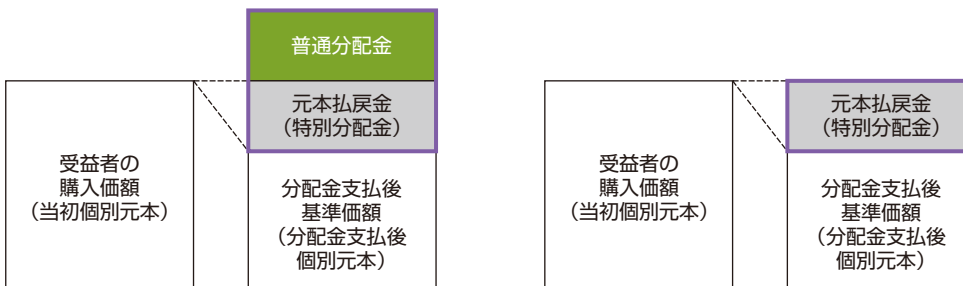 普通分配金
元本払戻金
（特別分配金）
受益者の
購入価額
（当初個別元本）
分配金支払後
基準価額
（分配金支払後
個別元本）
元本払戻金
（特別分配金）
受益者の
購入価額
（当初個別元本）
分配金支払後
基準価額
（分配金支払後
個別元本）